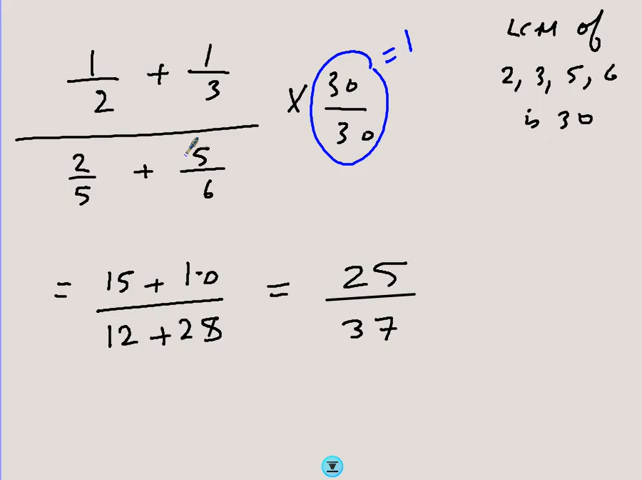 1/2 + 1/3 × 30/30 = 1
2/5 + 5/6
LCM of
2, 3, 5, 6
is 30
= 15 + 10 / 12 + 25 = 25 / 37